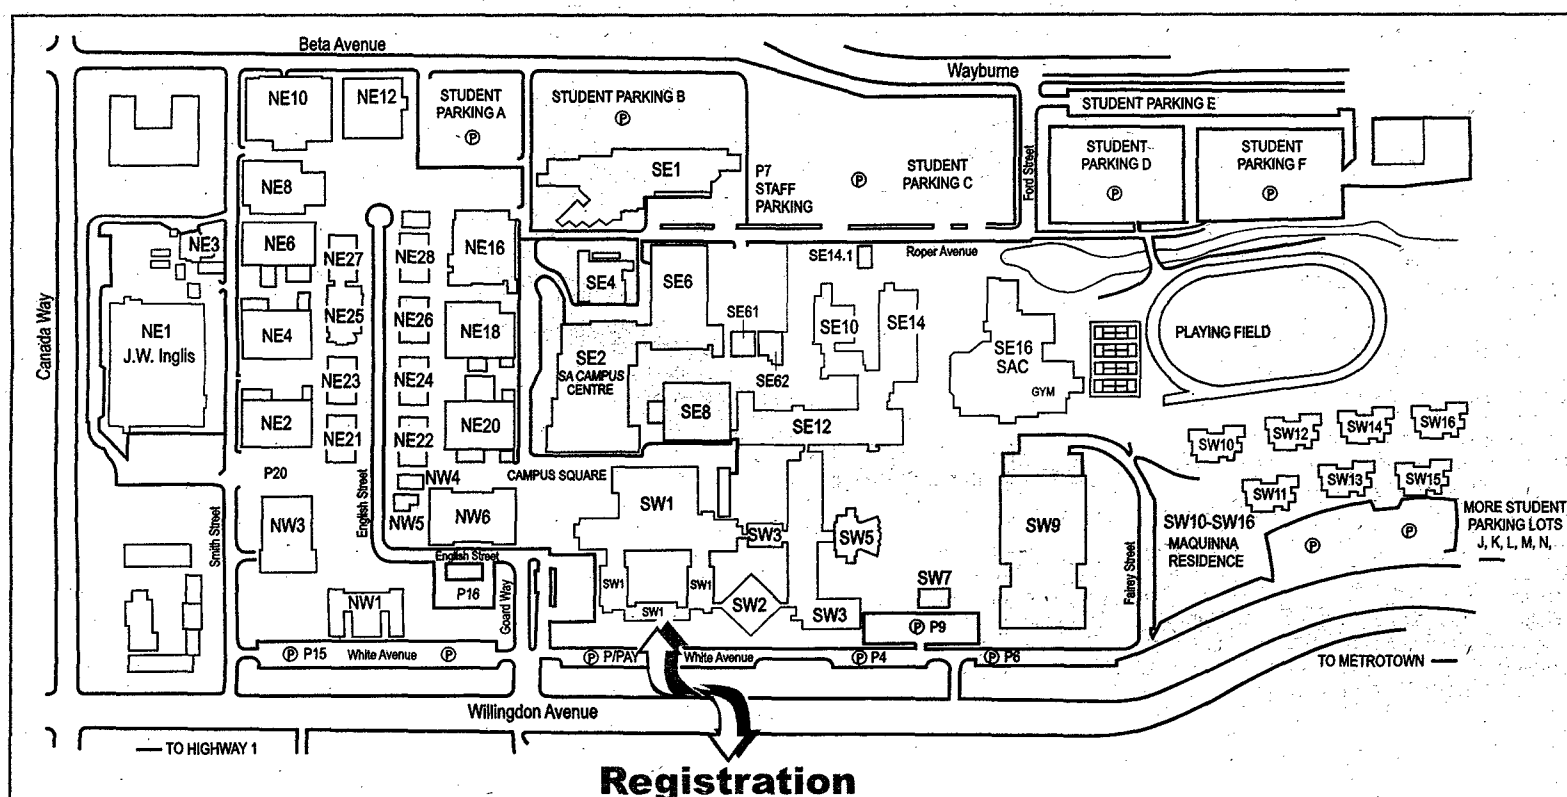 Beta Avenue
Wayburne
NE10
NE12
STUDENT
PARKING A
P
STUDENT PARKING B
P
STUDENT PARKING E
STUDENT
PARKING D
P
STUDENT
PARKING F
P
NE8
SE1
P7
STAFF
PARKING
P
STUDENT
PARKING C
Ford Street
NE3
NE6
NE27
NE28
NE16
SE4
SE6
SE14.1
Roper Avenue
Canada Way
NE1
J.W. Inglis
NE4
NE25
NE26
NE18
SE2
SA CAMPUS
CENTRE
SE61
SE62
SE10
SE14
SE16
SAC
GYM
PLAYING FIELD
NE23
NE24
NE2
NE21
NE22
NE20
SE8
SE12
SW10
SW12
SW14
SW16
SW11
SW13
SW15
P20
English Street
NW4
CAMPUS SQUARE
NW3
NW5
NW6
SW1
SW3
SW5
SW9
SW10-SW16
MAQUINNA
RESIDENCE
P
P
MORE STUDENT
PARKING LOTS
J, K, L, M, N,
Smith Street
English Street
P16
Goard Way
NW1
SW1
SW1
SW1
SW2
SW3
SW7
P P9
Fairey Street
P P15
White Avenue
P
P P/PAY
White Avenue
P P4
P P6
TO METROTOWN
Willingdon Avenue
TO HIGHWAY 1
Registration